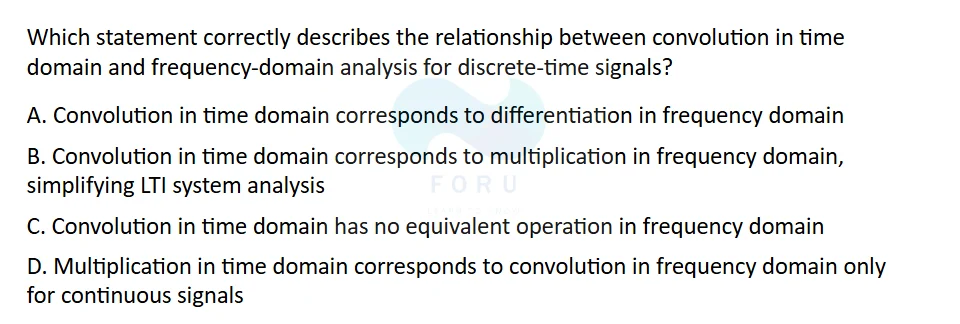 Which statement correctly describes the relationship between convolution in time
domain and frequency-domain analysis for discrete-time signals?
A. Convolution in time domain corresponds to differentiation in frequency domain
B. Convolution in time domain corresponds to multiplication in frequency domain,
simplifying LTI system analysis
FORU
C. Convolution in time domain has no equivalent operation in frequency domain
D. Multiplication in time domain corresponds to convolution in frequency domain only
for continuous signals